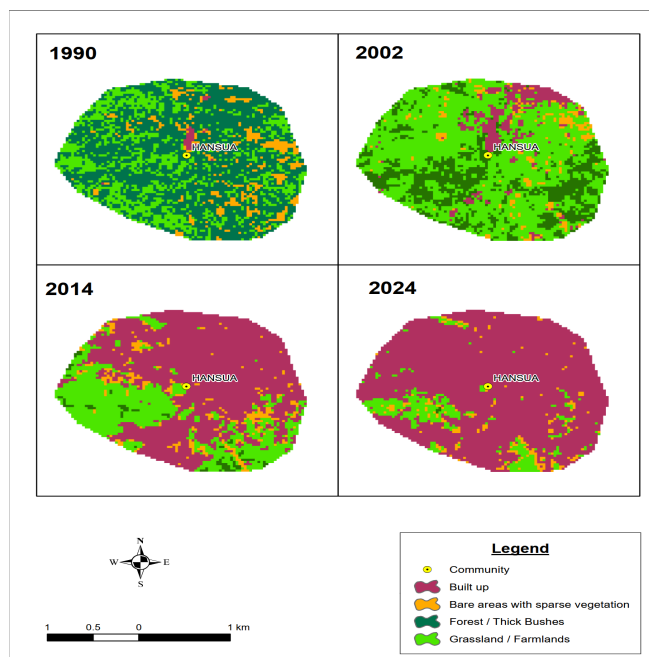 1990
HANSUA
2002
HANSUA
2014
HANSUA
2024
HANSUA
N
W E
S
1 0.5 0 1 km
Legend
Community
Built up
Bare areas with sparse vegetation
Forest / Thick Bushes
Grassland / Farmlands